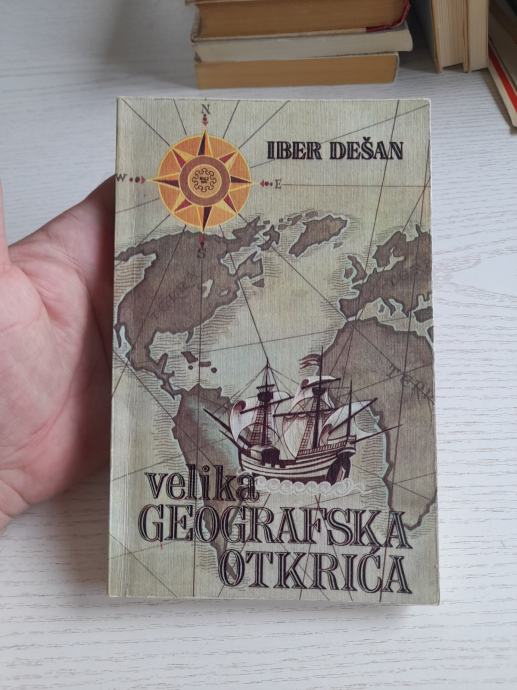 N
IBER DEŠAN
W
E
S
velika
GEOGRAFSKA
OTKRIĆA